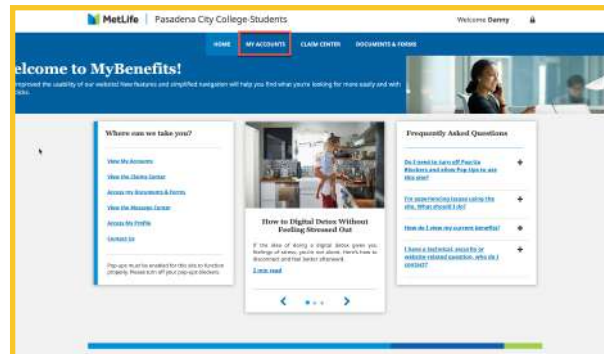 MetLife | Pasadena City College-Students
Welcome Danny
HOME MY ACCOUNTS CLAIM CENTER DOCUMENTS & FORMS
elcome to MyBenefits!
improved the usability of our website! New features and simplified navigation will help you find what you're looking for more easily and with
Where can we take you?
View My Accounts
View the Claims Center
Access my Documents & Forms
View the Message Center
Access My Profile
Contact Us
Pop-ups must be enabled for this site to function
properly. Please turn off your pop-ups blockers.
How to Digital Detox Without
Feeling Stressed Out
If the idea of doing a digital detox gives you
feelings of stress, you're not alone. Here's how to
disconnect and feel better afterward.
2 min read
Frequently Asked Questions
Do I need to turn off Pop-Up
Blockers and allow Pop-Ups to use
this site?
I'm experiencing issues using the
site. What should I do?
How do I view my current benefits?
I have a technical, security or
website related question, who do I
contact?